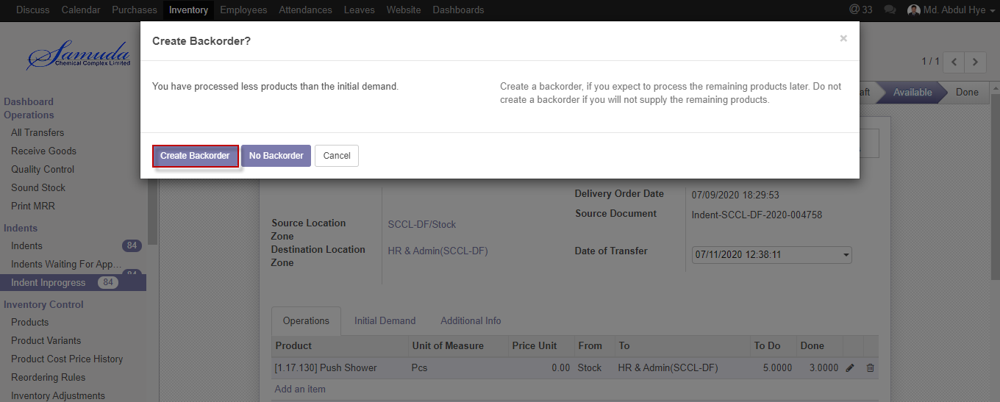 Discuss Calendar Purchases Inventory Employees Attendances Leaves Website Dashboards @ 33 Md. Abdul Hye
Samuda
Chemical Complex Limited
Create Backorder?
×
You have processed less products than the initial demand.
Create a backorder, if you expect to process the remaining products later. Do not
create a backorder if you will not supply the remaining products.
Create Backorder No Backorder Cancel
1 / 1
Available Done
Dashboard
Operations
All Transfers
Receive Goods
Quality Control
Sound Stock
Print MRR
Indents
Indents 84
Indents Waiting For App... 84
Indent Inprogress 84
Inventory Control
Products
Product Variants
Product Cost Price History
Reordering Rules
Inventory Adjustments
Delivery Order Date 07/09/2020 18:29:53
Source Document Indent-SCCL-DF-2020-004758
Source Location
Zone
SCCL-DF/Stock
Destination Location
Zone
HR & Admin(SCCL-DF)
Date of Transfer 07/11/2020 12:38:11
Operations Initial Demand Additional Info
Product Unit of Measure Price Unit From To To Do Done
[1.17.130] Push Shower Pcs 0.00 Stock HR & Admin(SCCL-DF) 5.0000 3.0000
Add an item